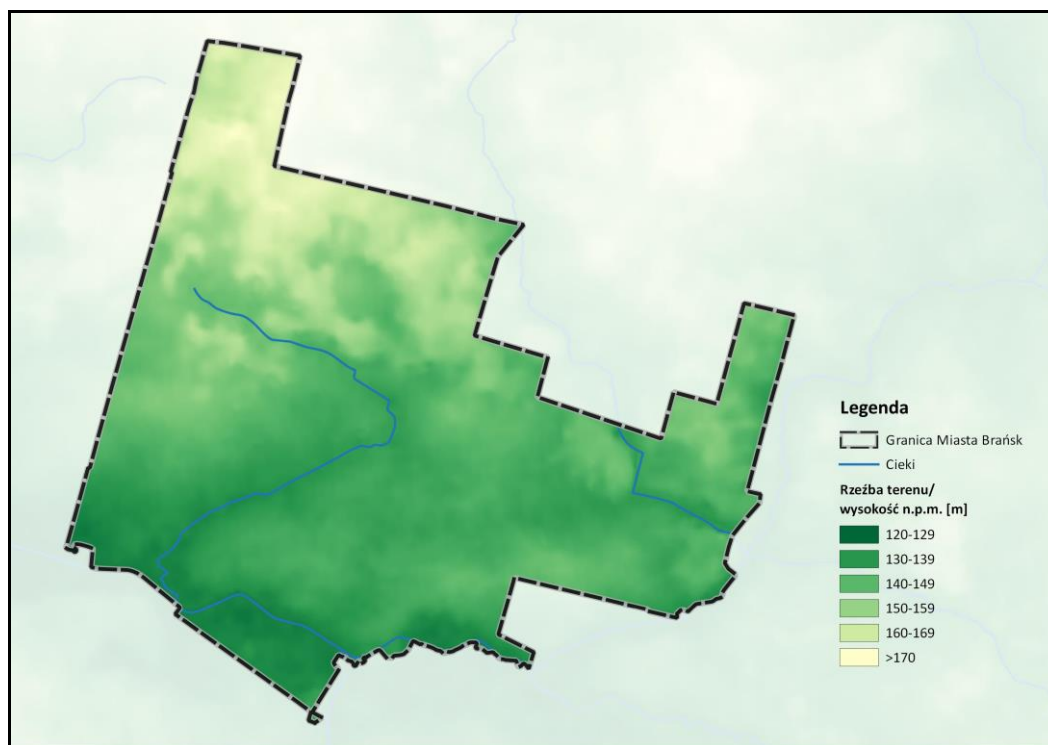 Legenda
Granica Miasta Brańsk
Cieki
Rzeźba terenu/
wysokość n.p.m. [m]
120-129
130-139
140-149
150-159
160-169
>170